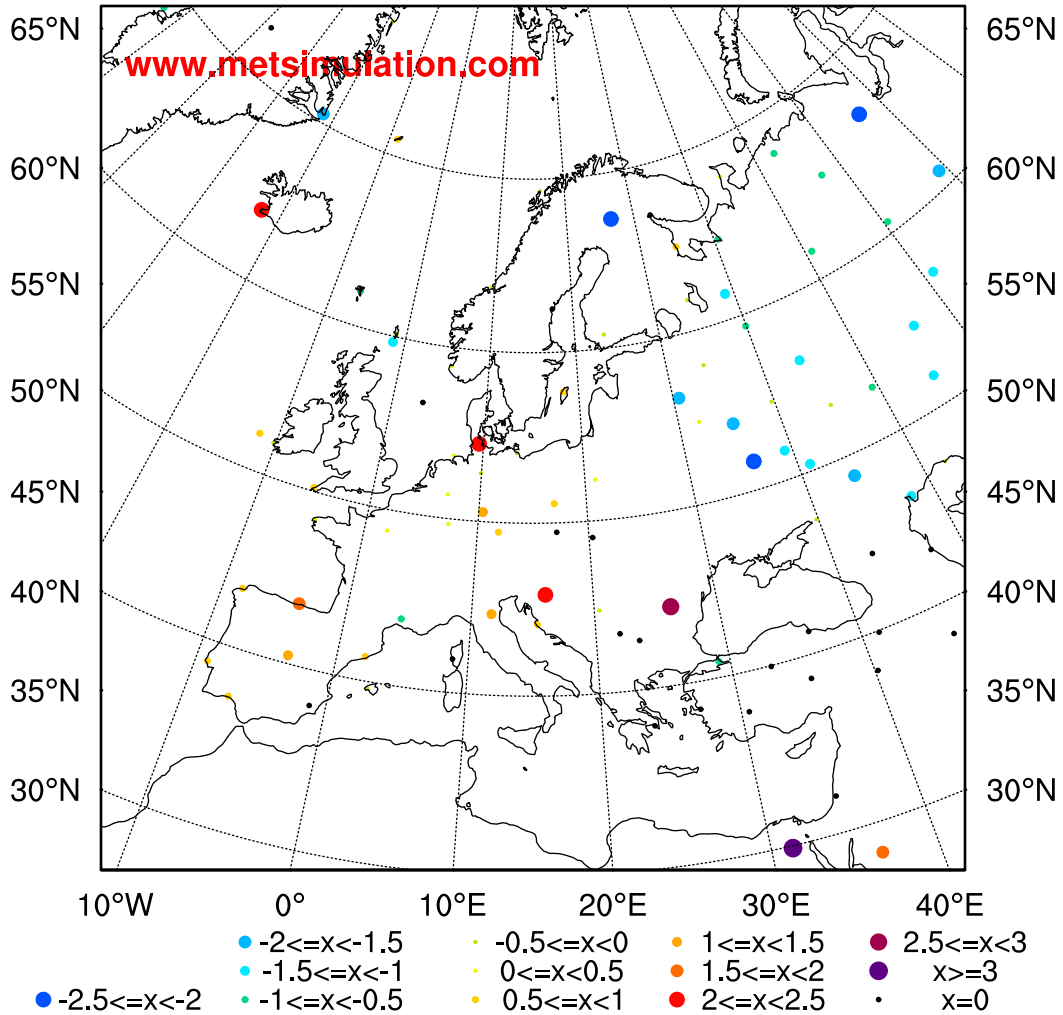 www.metsimulation.com
65°N 65°N
60°N 60°N
55°N 55°N
50°N 50°N
45°N 45°N
40°N 40°N
35°N 35°N
30°N 30°N
10°W 0° 10°E 20°E 30°E 40°E
-2<=x<-1.5 -0.5<=x<0 1<=x<1.5 2.5<=x<3
-1.5<=x<-1 0<=x<0.5 1.5<=x<2 x>=3
-2.5<=x<-2 -1<=x<-0.5 0.5<=x<1 2<=x<2.5 x=0